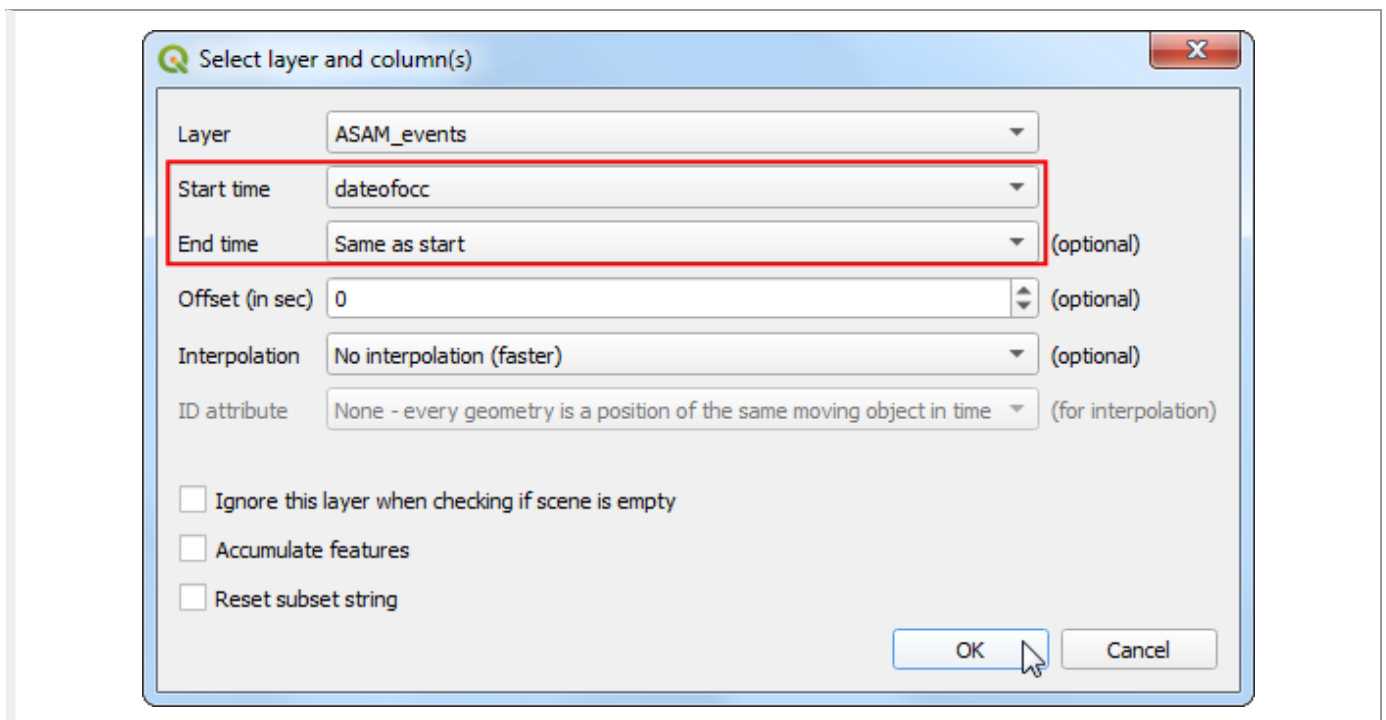 Select layer and column(s)
Layer ASAM_events
Start time dateofocc
End time Same as start (optional)
Offset (in sec) 0 (optional)
Interpolation No interpolation (faster) (optional)
ID attribute None - every geometry is a position of the same moving object in time (for interpolation)
Ignore this layer when checking if scene is empty
Accumulate features
Reset subset string
OK Cancel